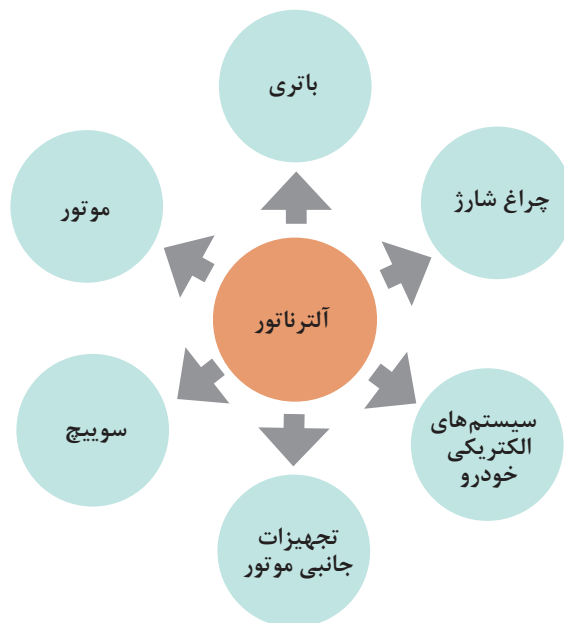 باتری
چراغ شارژ
موتور
آلترناتور
سیستم‌های
الکتریکی
خودرو
سوییچ
تجهیزات
جانبی موتور